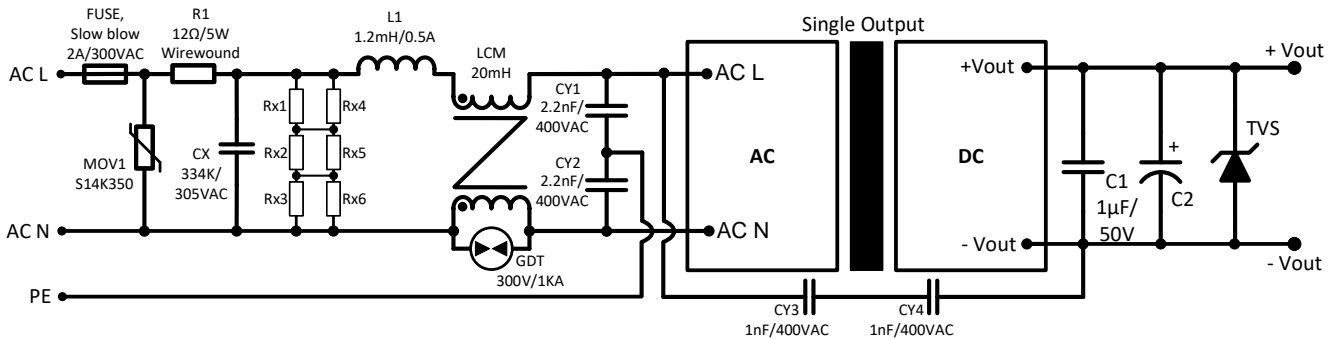 FUSE,
Slow blow
2A/300VAC
R1
12Ω/5W
Wirewound
L1
1.2mH/0.5A
LCM
20mH
Single Output
AC L
AC L
+Vout
+ Vout
Rx1
Rx4
CY1
2.2nF/
400VAC
MOV1
S14K350
CX
334K/
305VAC
Rx2
Rx5
AC
DC
TVS
+
C1
1µF/
50V
C2
CY2
2.2nF/
400VAC
Rx3
Rx6
AC N
AC N
- Vout
- Vout
GDT
300V/1KA
PE
CY3
1nF/400VAC
CY4
1nF/400VAC